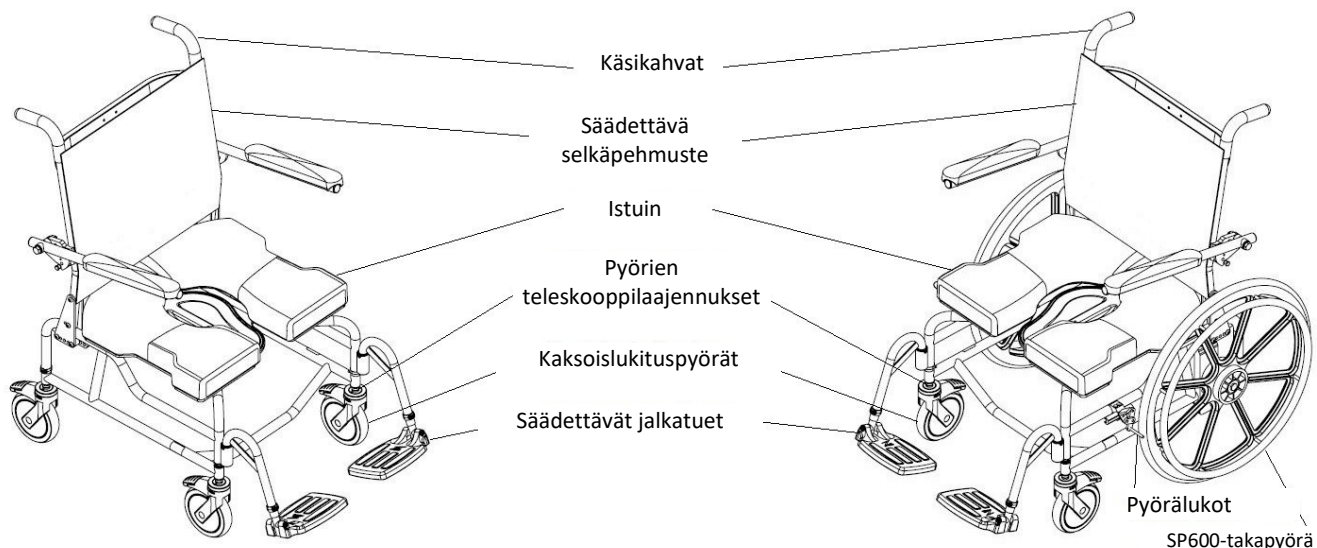 Käsikahvat
Säädettävä
selkäpehmuste
Istuin
Pyörien
teleskooppilaajennukset
Kaksoislukituspyörät
Säädettävät jalkatuet
Pyörälukot
SP600-takapyörä